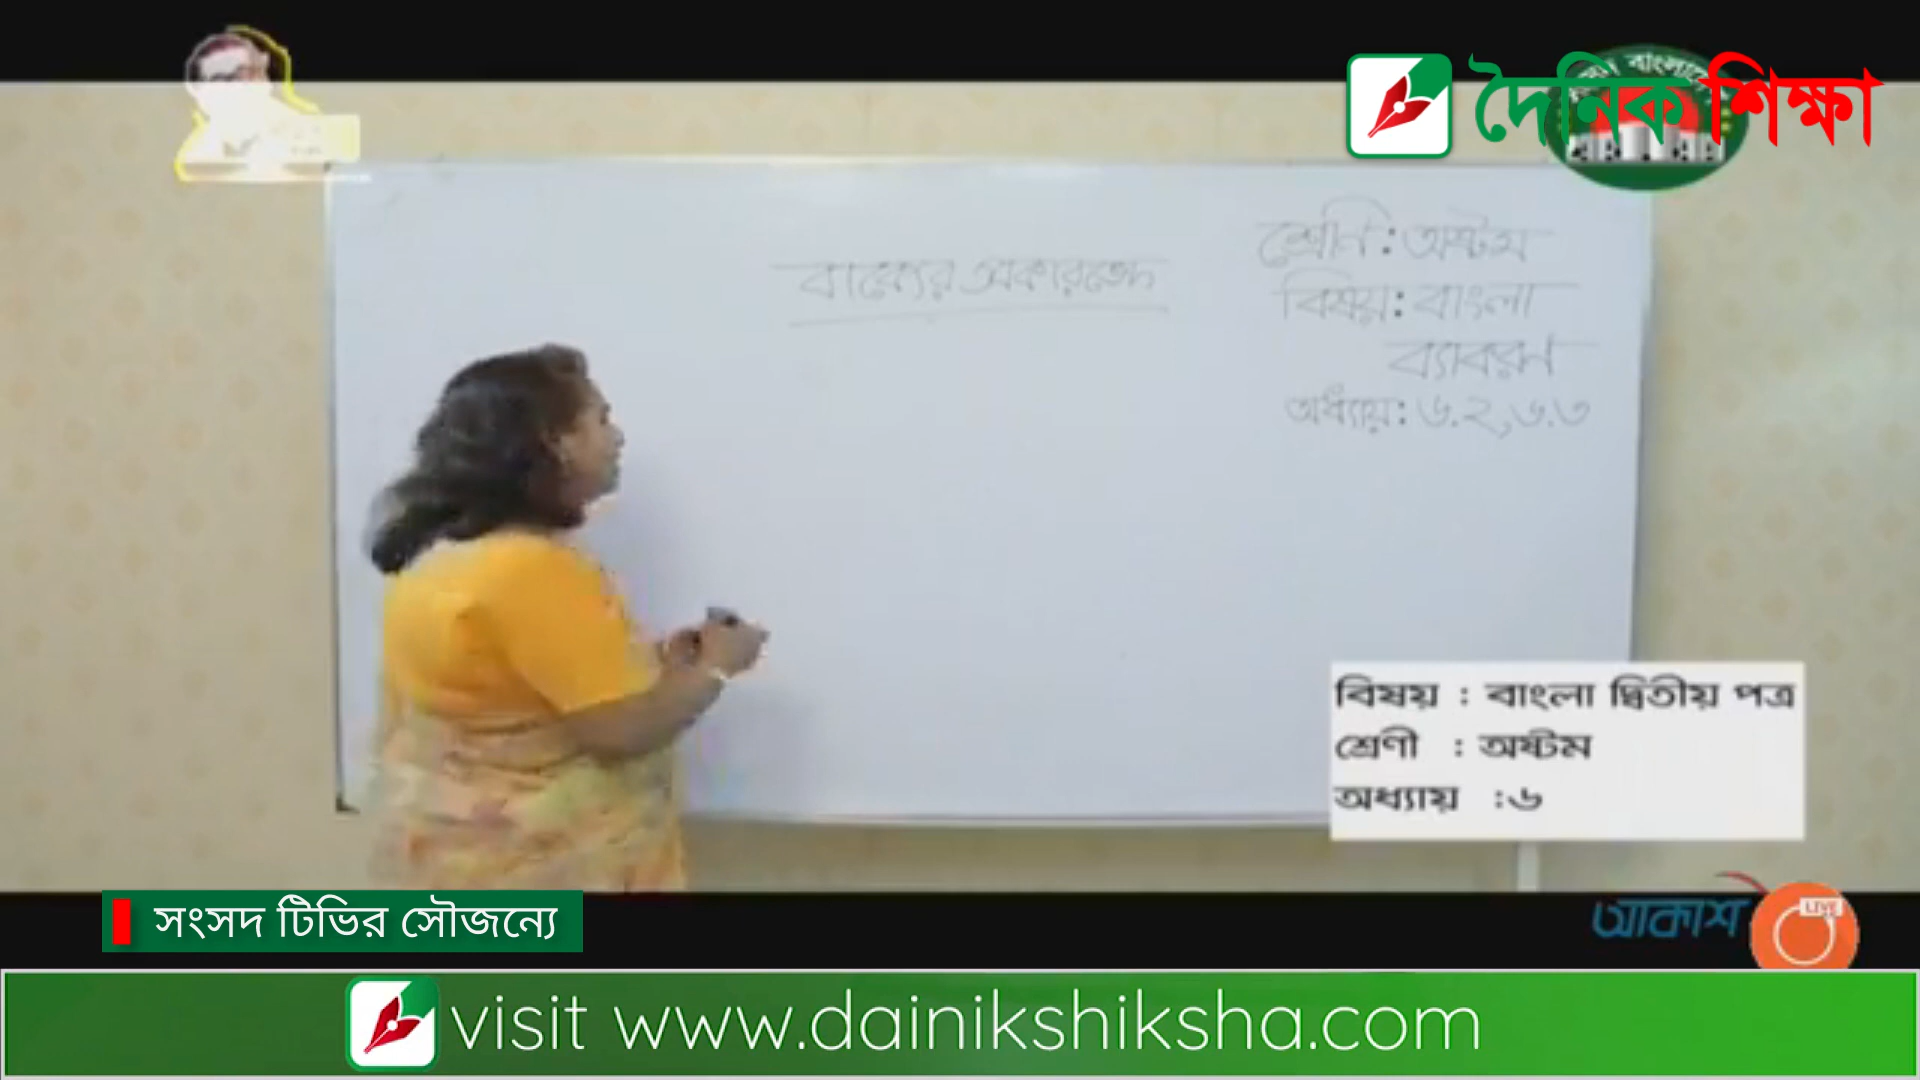 দৈনিক শিক্ষা
বাক্যের প্রকারভেদ
শ্রেণি : অষ্টম
বিষয় : বাংলা
ব্যাকরণ
অধ্যায় : ৬.২, ৬.৩
বিষয় : বাংলা দ্বিতীয় পত্র
শ্রেণী : অষ্টম
অধ্যায় :৬
সংসদ টিভির সৌজন্যে
আকাশ
LIVE
visit www.dainikshiksha.com